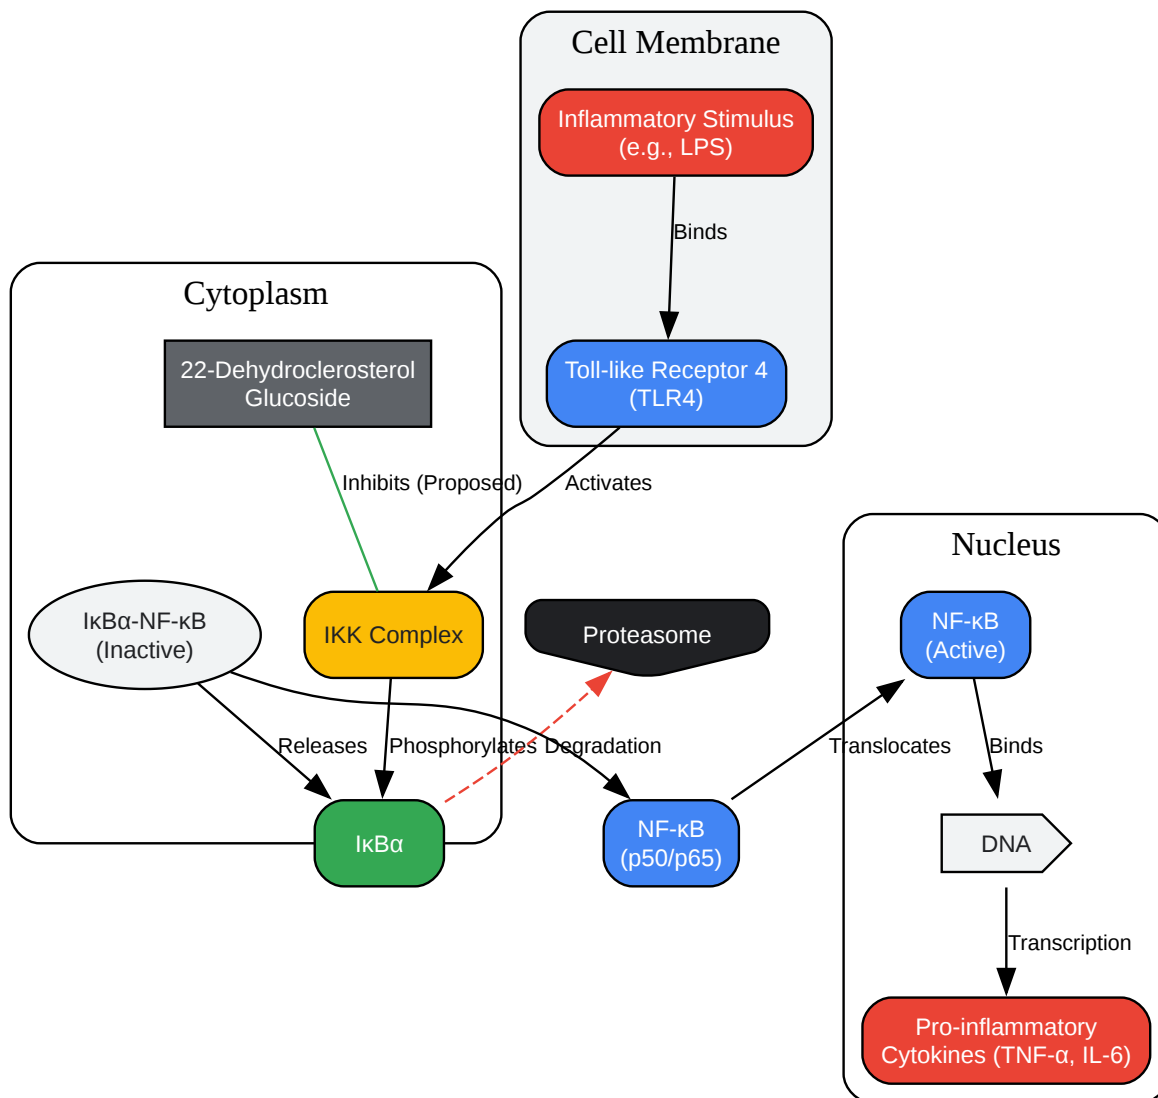 Cell Membrane
Inflammatory Stimulus
(e.g., LPS)
Binds
Cytoplasm
22-Dehydroclerosterol
Glucoside
Toll-like Receptor 4
(TLR4)
Inhibits (Proposed)
Activates
Nucleus
IκBα-NF-κB
(Inactive)
IKK Complex
Proteasome
NF-κB
(Active)
Releases
Phosphorylates
Degradation
Translocates
Binds
IκBα
NF-κB
(p50/p65)
DNA
Transcription
Pro-inflammatory
Cytokines (TNF-α, IL-6)